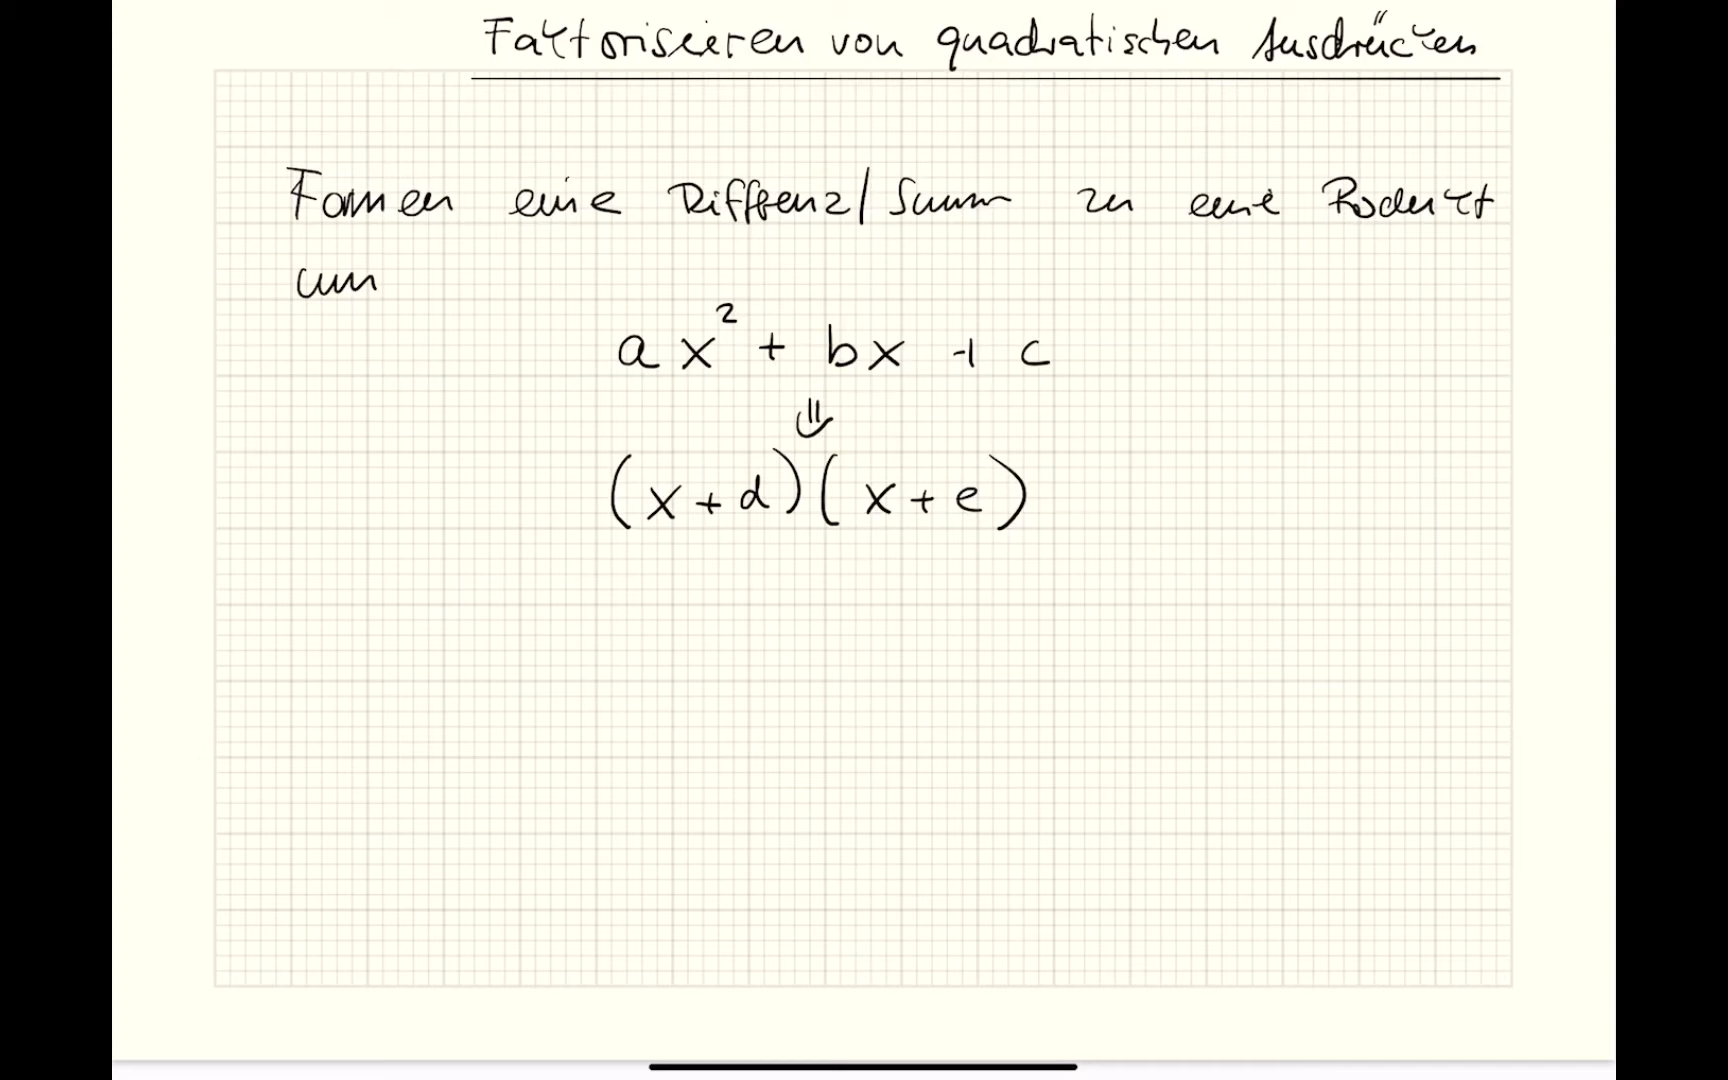 Faktorisieren von quadratischen Ausdrücken
Formen eine Differenz/Summe zu eine Produkt
um
ax² + bx + c
⇓
(x+d)(x+e)